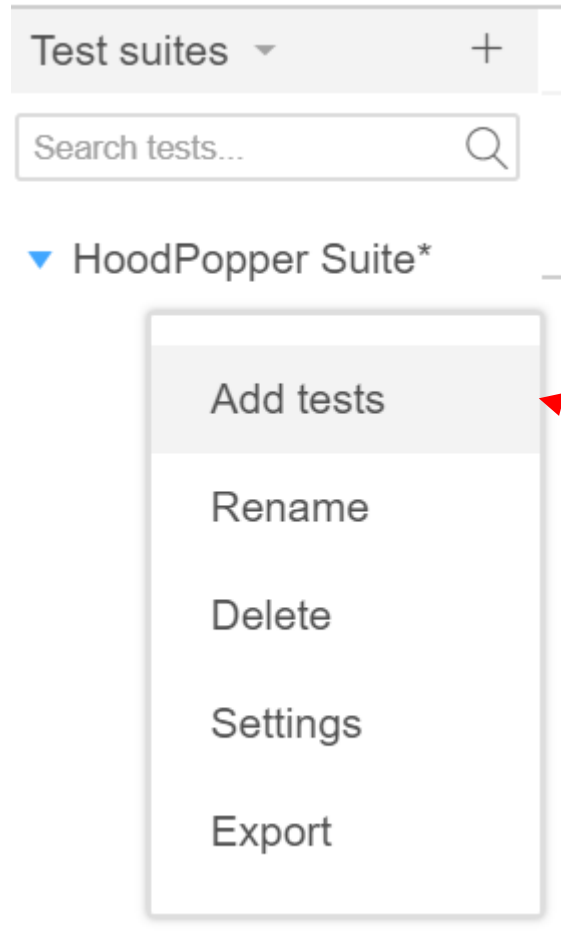 Test suites
Search tests...
HoodPopper Suite*
Add tests
Rename
Delete
Settings
Export